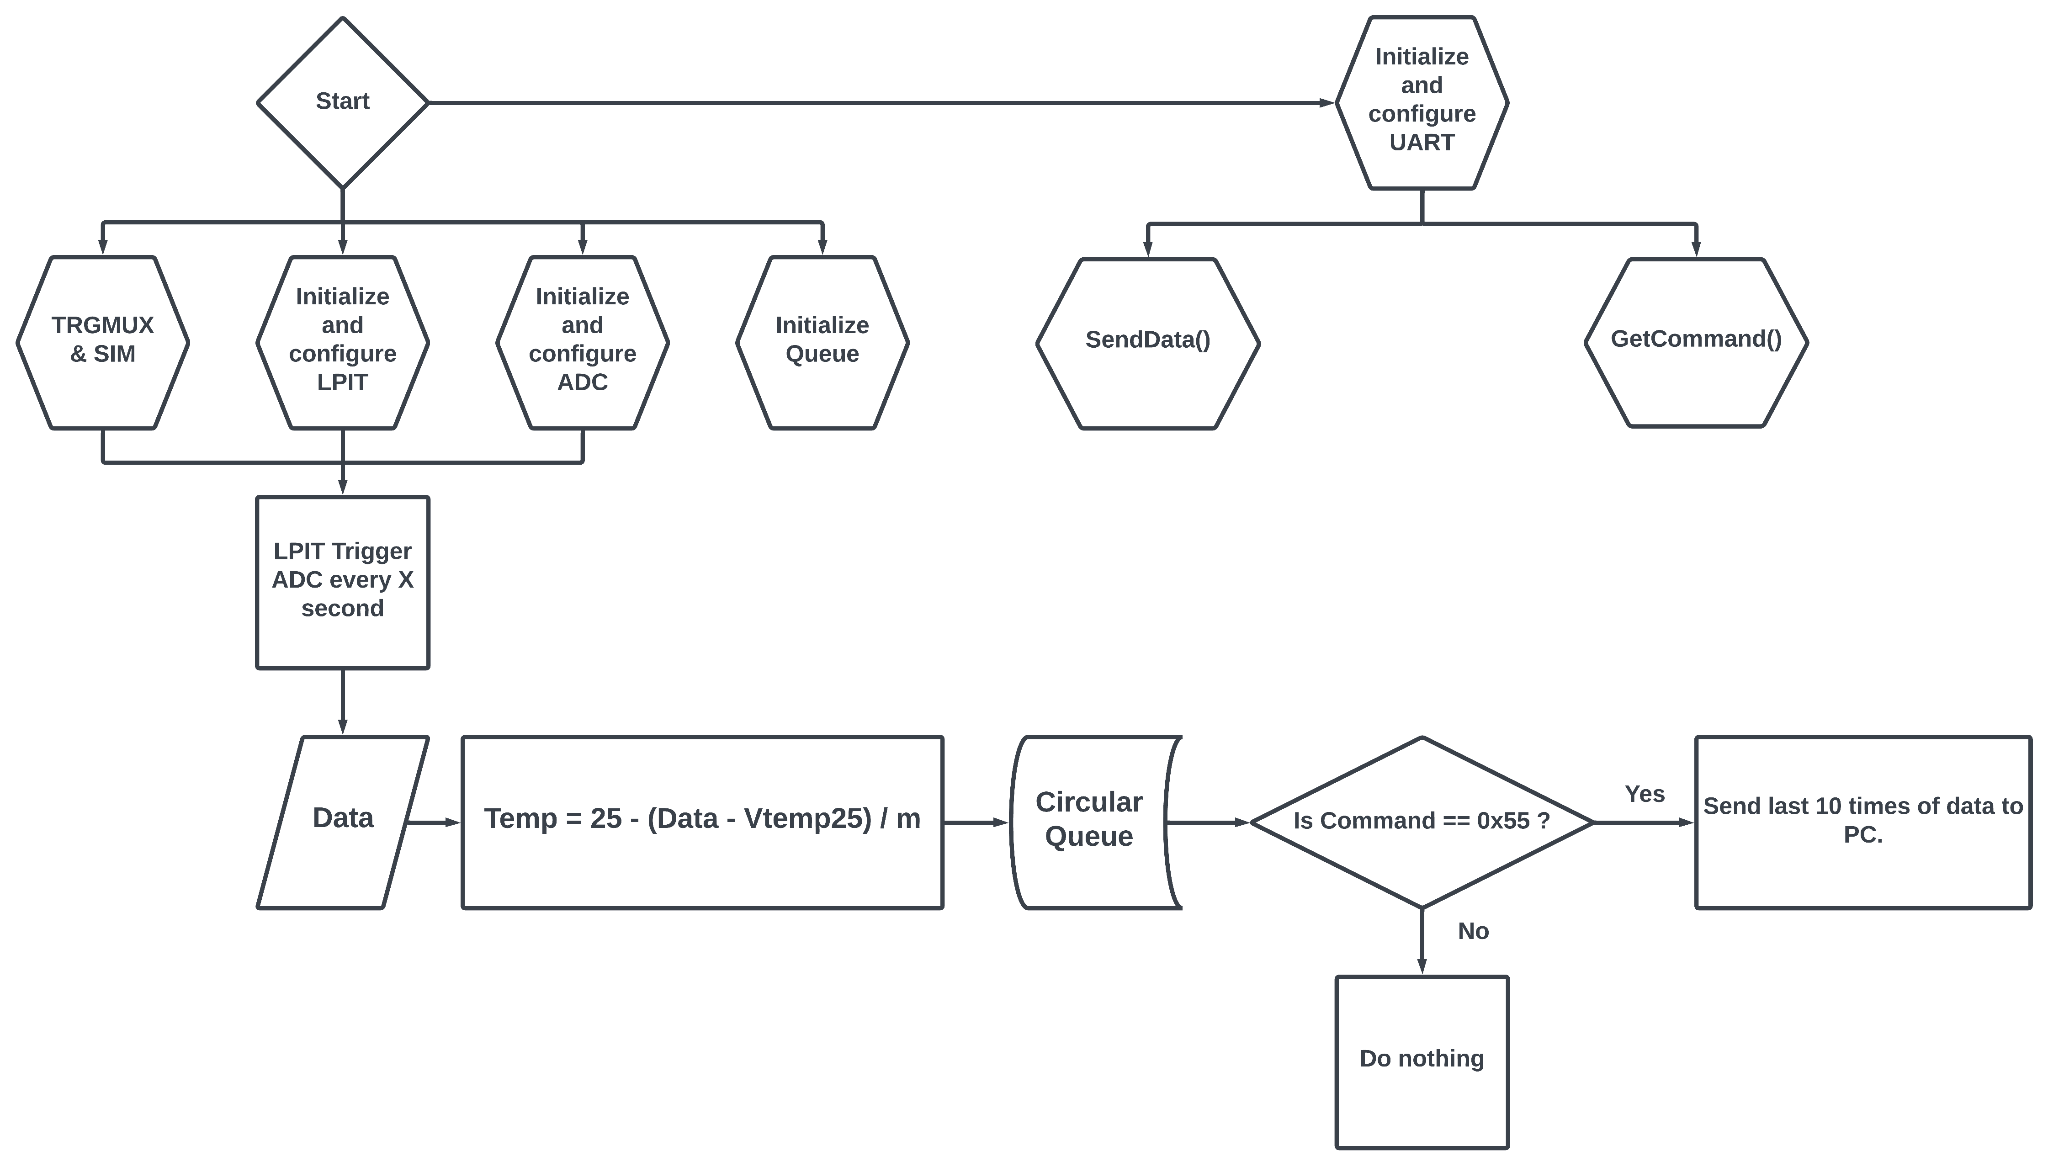 Start
Initialize
and
configure
UART
TRGMUX
& SIM
Initialize
and
configure
LPIT
Initialize
and
configure
ADC
Initialize
Queue
SendData()
GetCommand()
LPIT Trigger
ADC every X
second
Data
Temp = 25 - (Data - Vtemp25) / m
Circular
Queue
Is Command == 0x55 ?
Yes
Send last 10 times of data to
PC.
No
Do nothing